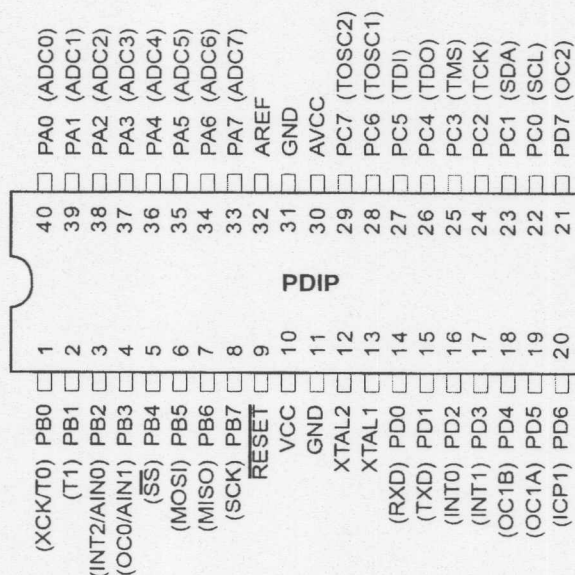 PA0 (ADC0)
PA1 (ADC1)
PA2 (ADC2)
PA3 (ADC3)
PA4 (ADC4)
PA5 (ADC5)
PA6 (ADC6)
PA7 (ADC7)
AREF
GND
AVCC
PC7 (TOSC2)
PC6 (TOSC1)
PC5 (TDI)
PC4 (TDO)
PC3 (TMS)
PC2 (TCK)
PC1 (SDA)
PC0 (SCL)
PD7 (OC2)
40 39 38 37 36 35 34 33 32 31 30 29 28 27 26 25 24 23 22 21
PDIP
1 2 3 4 5 6 7 8 9 10 11 12 13 14 15 16 17 18 19 20
(XCK/T0) PB0
(T1) PB1
(INT2/AIN0) PB2
(OC0/AIN1) PB3
(SS) PB4
(MOSI) PB5
(MISO) PB6
(SCK) PB7
RESET
VCC
GND
XTAL2
XTAL1
(RXD) PD0
(TXD) PD1
(INT0) PD2
(INT1) PD3
(OC1B) PD4
(OC1A) PD5
(ICP1) PD6